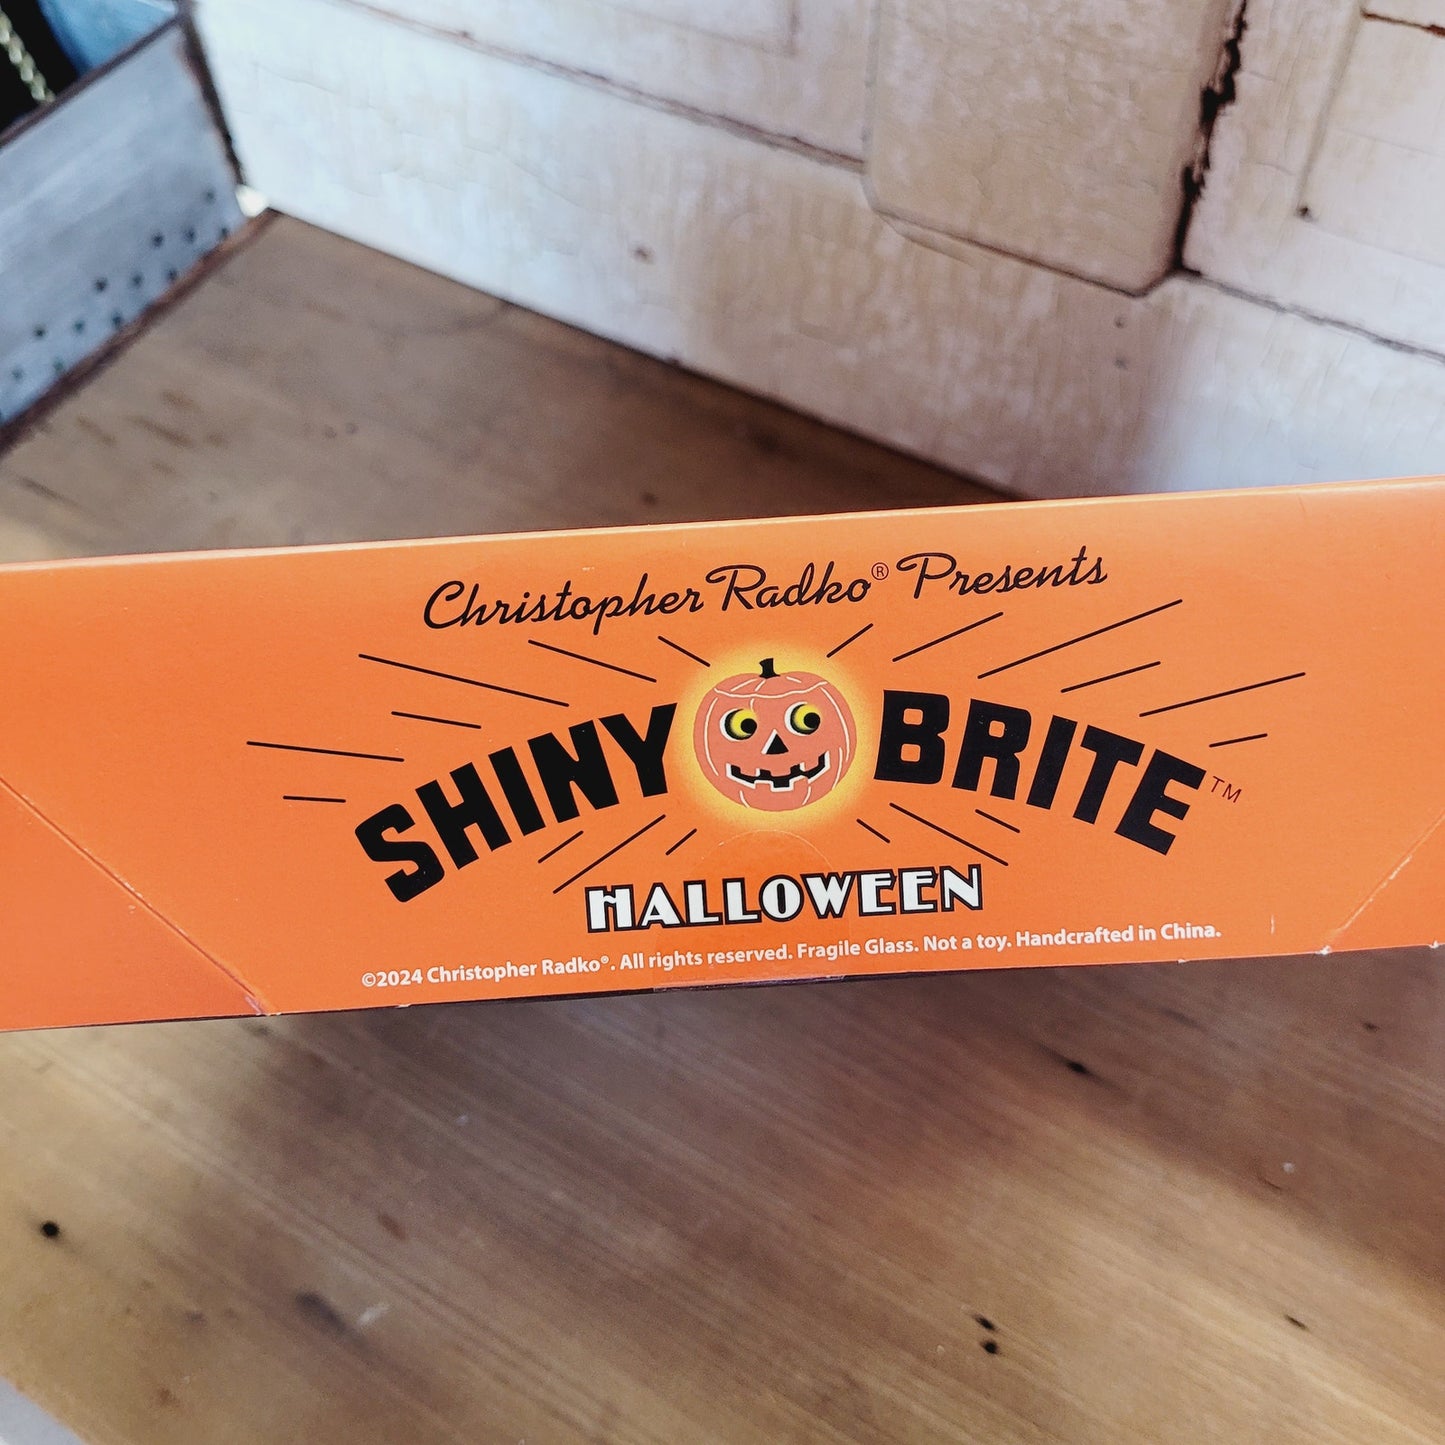 Christopher Radko® Presents
SHINY BRITE™
HALLOWEEN
©2024 Christopher Radko®. All rights reserved. Fragile Glass. Not a toy. Handcrafted in China.